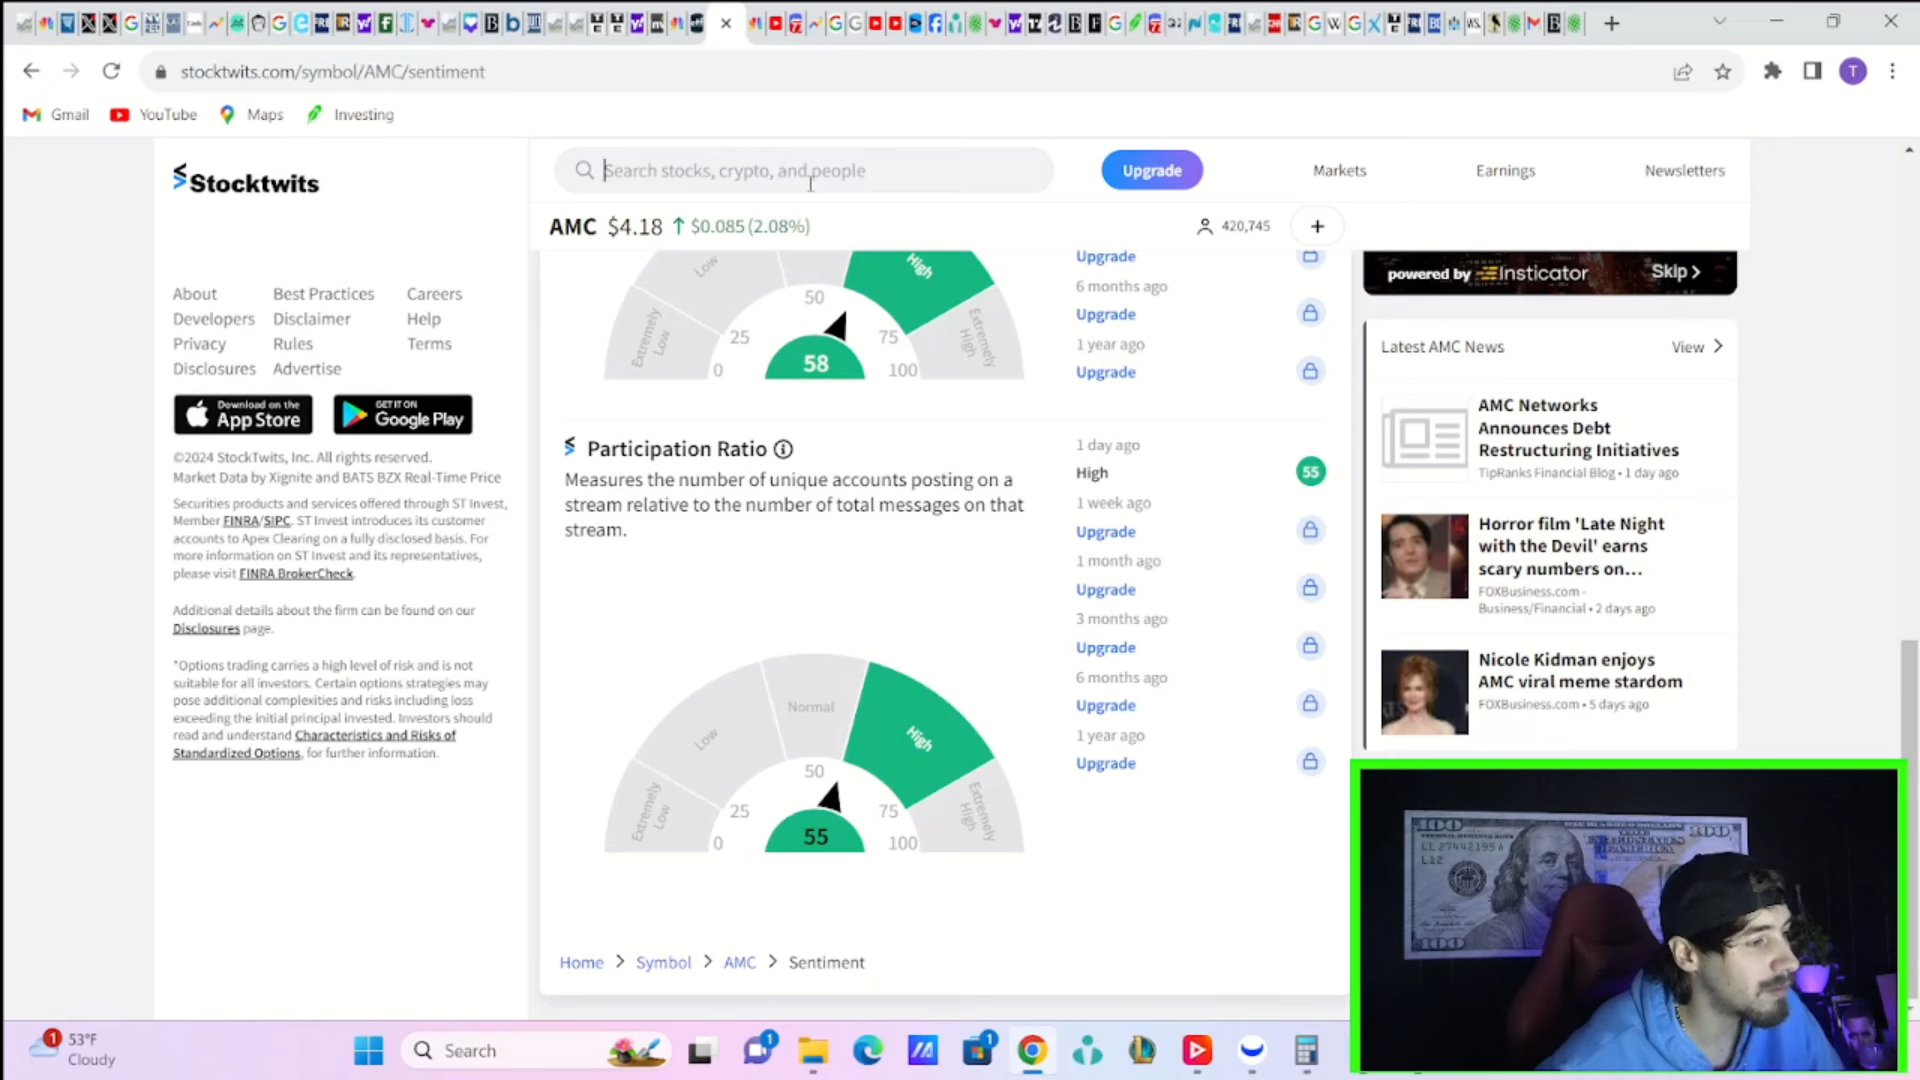 stocktwits.com/symbol/AMC/sentiment
T
Gmail
YouTube
Maps
Investing
Stocktwits
Search stocks, crypto, and people
Upgrade
Markets
Earnings
Newsletters
AMC $4.18 ↑ $0.085 (2.08%)
420,745
+
About
Best Practices
Careers
Developers
Disclaimer
Help
Privacy
Rules
Terms
Disclosures
Advertise
Download on the
App Store
GET IT ON
Google Play
©2024 StockTwits, Inc. All rights reserved.
Market Data by Xignite and BATS BZX Real-Time Price
Securities products and services offered through ST Invest,
Member FINRA/SIPC. ST Invest introduces its customer
accounts to Apex Clearing on a fully disclosed basis. For
more information on ST Invest and its representatives,
please visit FINRA BrokerCheck.
Additional details about the firm can be found on our
Disclosures page.
*Options trading carries a high level of risk and is not
suitable for all investors. Certain options strategies may
pose additional complexities and risks including loss
exceeding the initial principal invested. Investors should
read and understand Characteristics and Risks of
Standardized Options, for further information.
Extremely
Low
Low
High
Extremely
High
0
25
50
75
100
58
Upgrade
6 months ago
Upgrade
1 year ago
Upgrade
Participation Ratio
Measures the number of unique accounts posting on a
stream relative to the number of total messages on that
stream.
Extremely
Low
Low
Normal
High
Extremely
High
0
25
50
75
100
55
1 day ago
High
55
1 week ago
Upgrade
1 month ago
Upgrade
3 months ago
Upgrade
6 months ago
Upgrade
1 year ago
Upgrade
Home > Symbol > AMC > Sentiment
powered by Insticator
Skip >
Latest AMC News
View >
AMC Networks
Announces Debt
Restructuring Initiatives
TipRanks Financial Blog • 1 day ago
Horror film 'Late Night
with the Devil' earns
scary numbers on...
FOXBusiness.com -
Business/Financial • 2 days ago
Nicole Kidman enjoys
AMC viral meme stardom
FOXBusiness.com • 5 days ago
100
100
100
1
53°F
Cloudy
Search
1
1